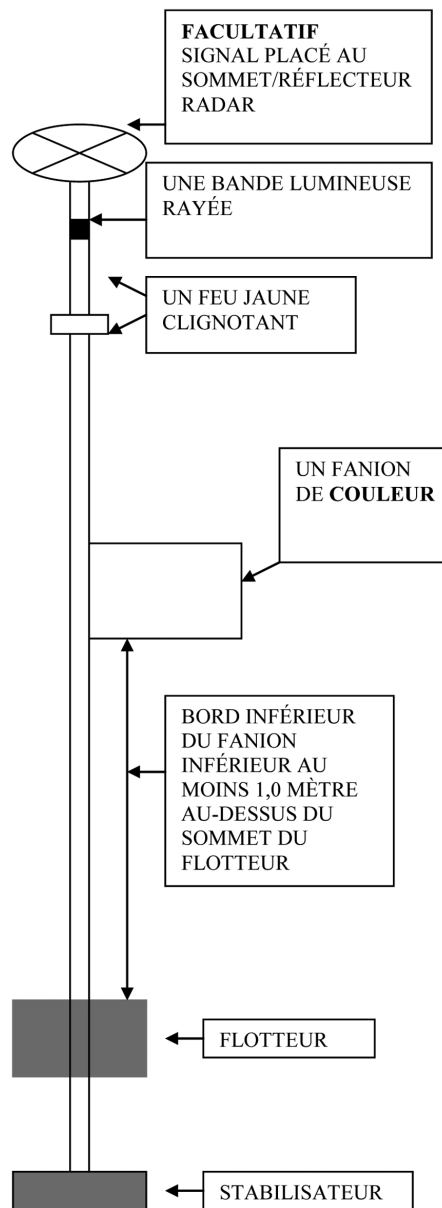 FACULTATIF
SIGNAL PLACÉ AU
SOMMET/RÉFLECTEUR
RADAR
UNE BANDE LUMINEUSE
RAYÉE
UN FEU JAUNE
CLIGNOTANT
UN FANION
DE COULEUR
BORD INFÉRIEUR
DU FANION
INFÉRIEUR AU
MOINS 1,0 MÈTRE
AU-DESSUS DU
SOMMET DU
FLOTTEUR
FLOTTEUR
STABILISATEUR